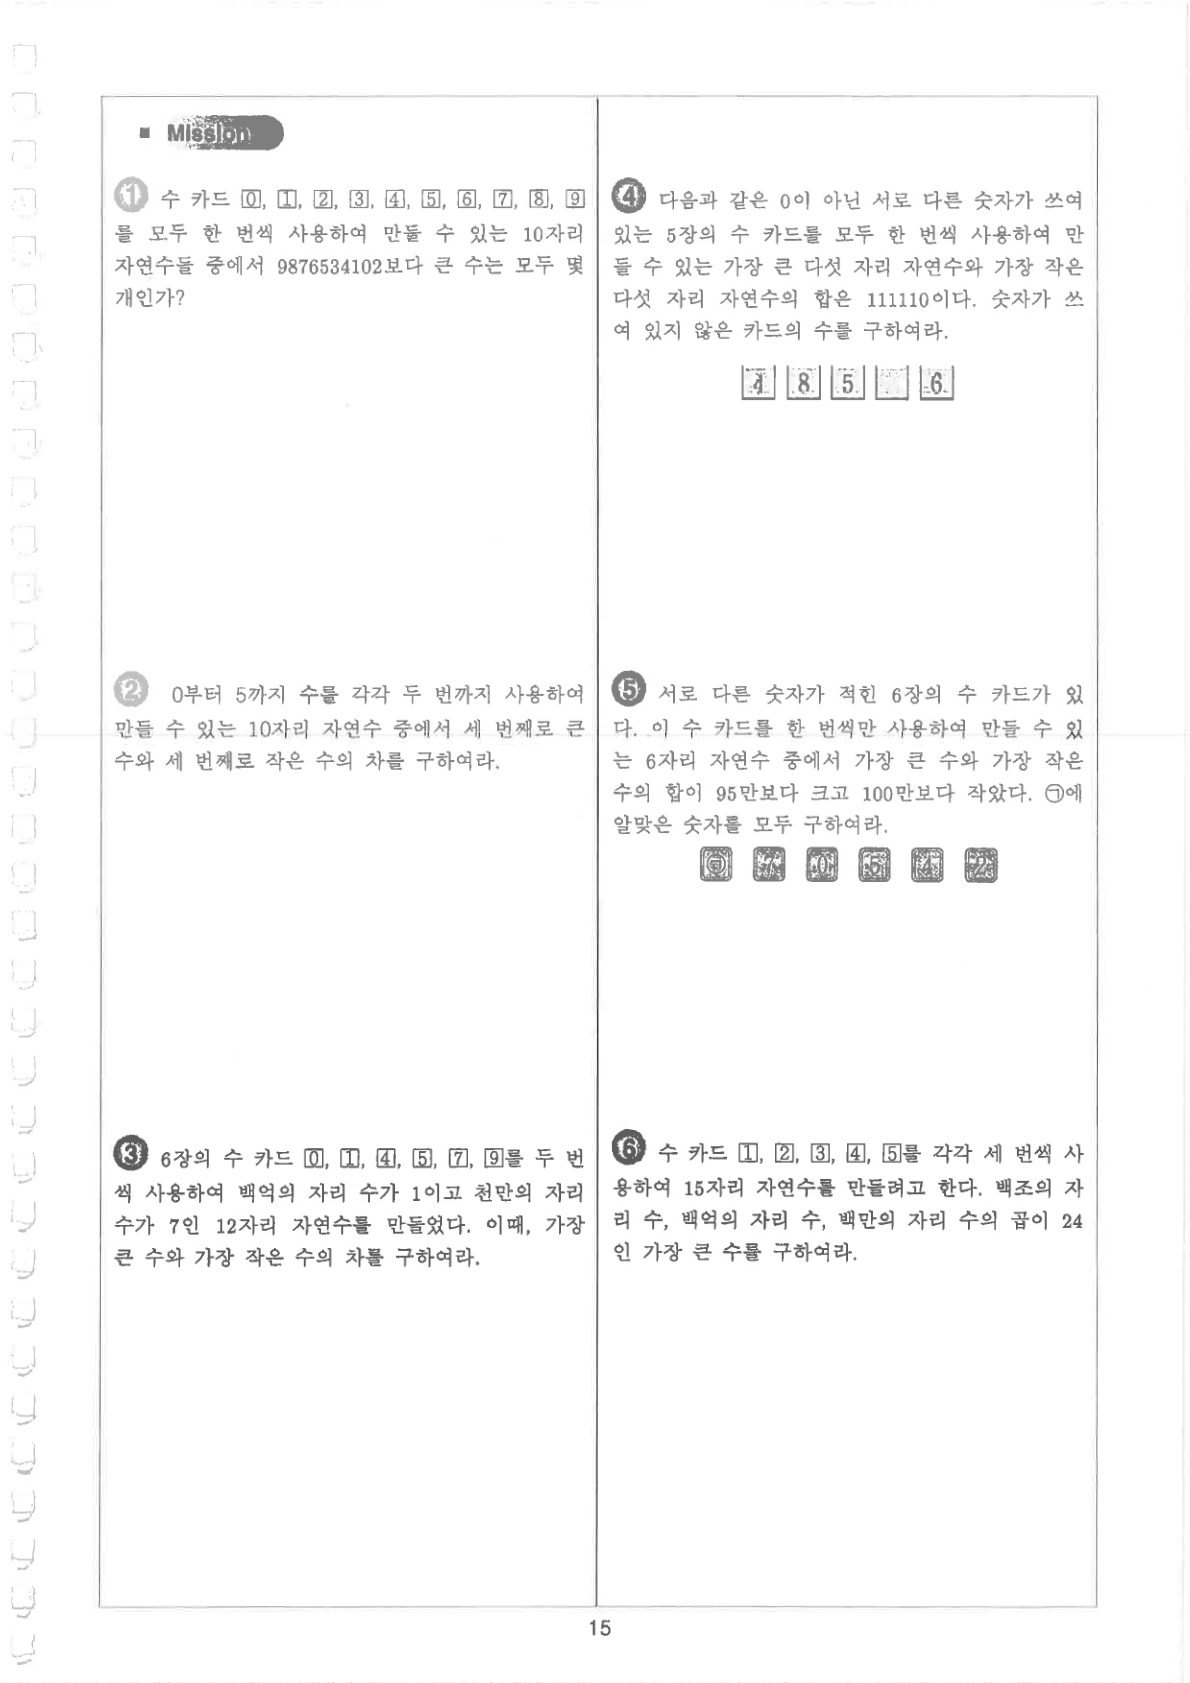 ▪ Mission
1 수 카드 0, 1, 2, 3, 4, 5, 6, 7, 8, 9
를 모두 한 번씩 사용하여 만들 수 있는 10자리
자연수들 중에서 9876534102보다 큰 수는 모두 몇
개인가?
2 0부터 5까지 수를 각각 두 번까지 사용하여
만들 수 있는 10자리 자연수 중에서 세 번째로 큰
수와 세 번째로 작은 수의 차를 구하여라.
3 6장의 수 카드 0, 1, 4, 5, 7, 9를 두 번
씩 사용하여 백억의 자리 수가 1이고 천만의 자리
수가 7인 12자리 자연수를 만들었다. 이때, 가장
큰 수와 가장 작은 수의 차를 구하여라.
4 다음과 같은 0이 아닌 서로 다른 숫자가 쓰여
있는 5장의 수 카드를 모두 한 번씩 사용하여 만
들 수 있는 가장 큰 다섯 자리 자연수와 가장 작은
다섯 자리 자연수의 합은 111110이다. 숫자가 쓰
여 있지 않은 카드의 수를 구하여라.
8 5 6
5 서로 다른 숫자가 적힌 6장의 수 카드가 있
다. 이 수 카드를 한 번씩만 사용하여 만들 수 있
는 6자리 자연수 중에서 가장 큰 수와 가장 작은
수의 합이 95만보다 크고 100만보다 작았다. ㉠에
알맞은 숫자를 모두 구하여라.
㉠ 7 0 5 4 2
6 수 카드 1, 2, 3, 4, 5를 각각 세 번씩 사
용하여 15자리 자연수를 만들려고 한다. 백조의 자
리 수, 백억의 자리 수, 백만의 자리 수의 곱이 24
인 가장 큰 수를 구하여라.
15